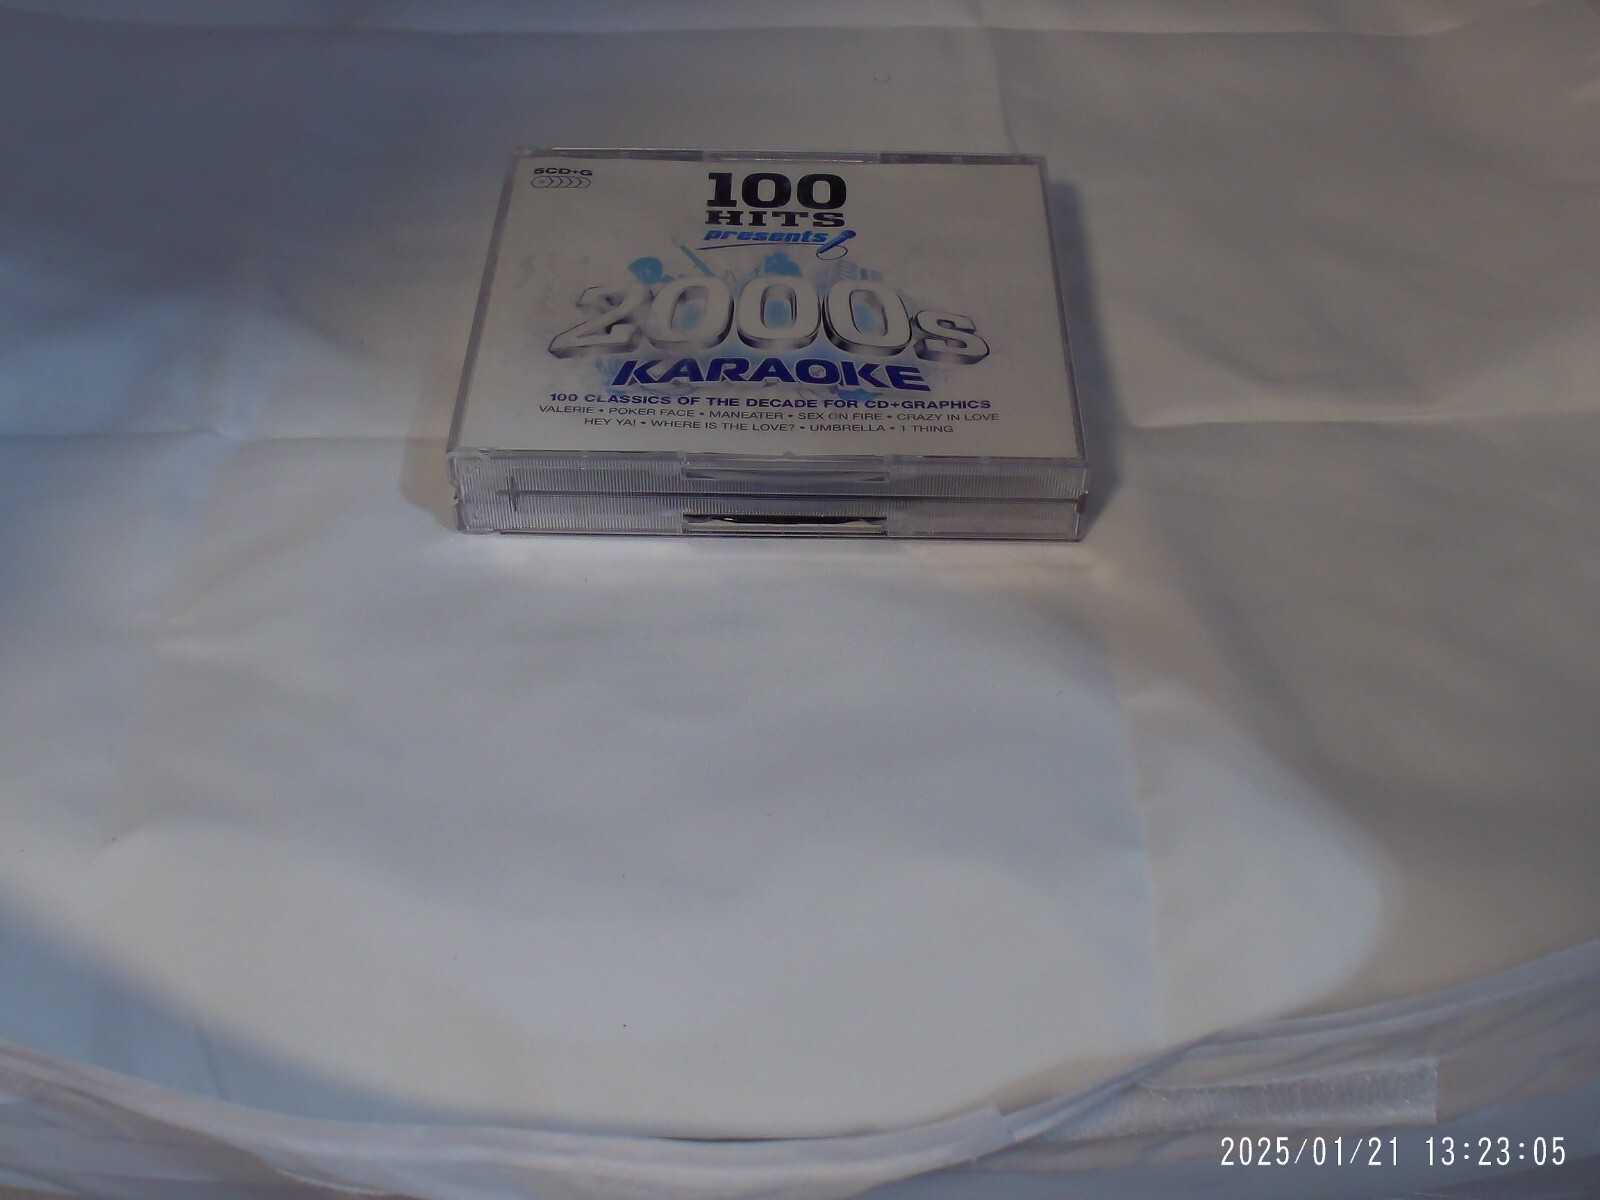 5CD+G
100
HITS
presents
2000s
KARAOKE
100 CLASSICS OF THE DECADE FOR CD+GRAPHICS
VALERIE • POKER FACE • MANEATER • SEX ON FIRE • CRAZY IN LOVE
HEY YA! • WHERE IS THE LOVE? • UMBRELLA • 1 THING
2025/01/21 13:23:05